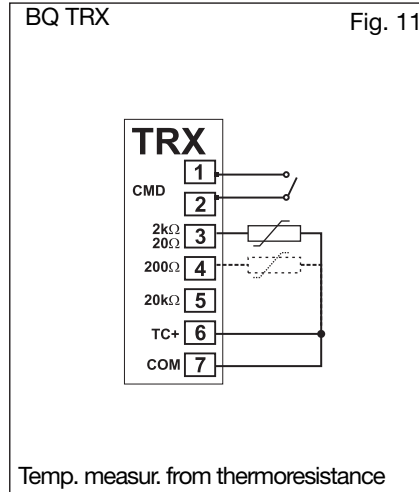 BQ TRX
Fig. 11
TRX
CMD
1
2
2kΩ
20Ω
3
200Ω
4
20kΩ
5
TC+
6
COM
7
Temp. measur. from thermoresistance